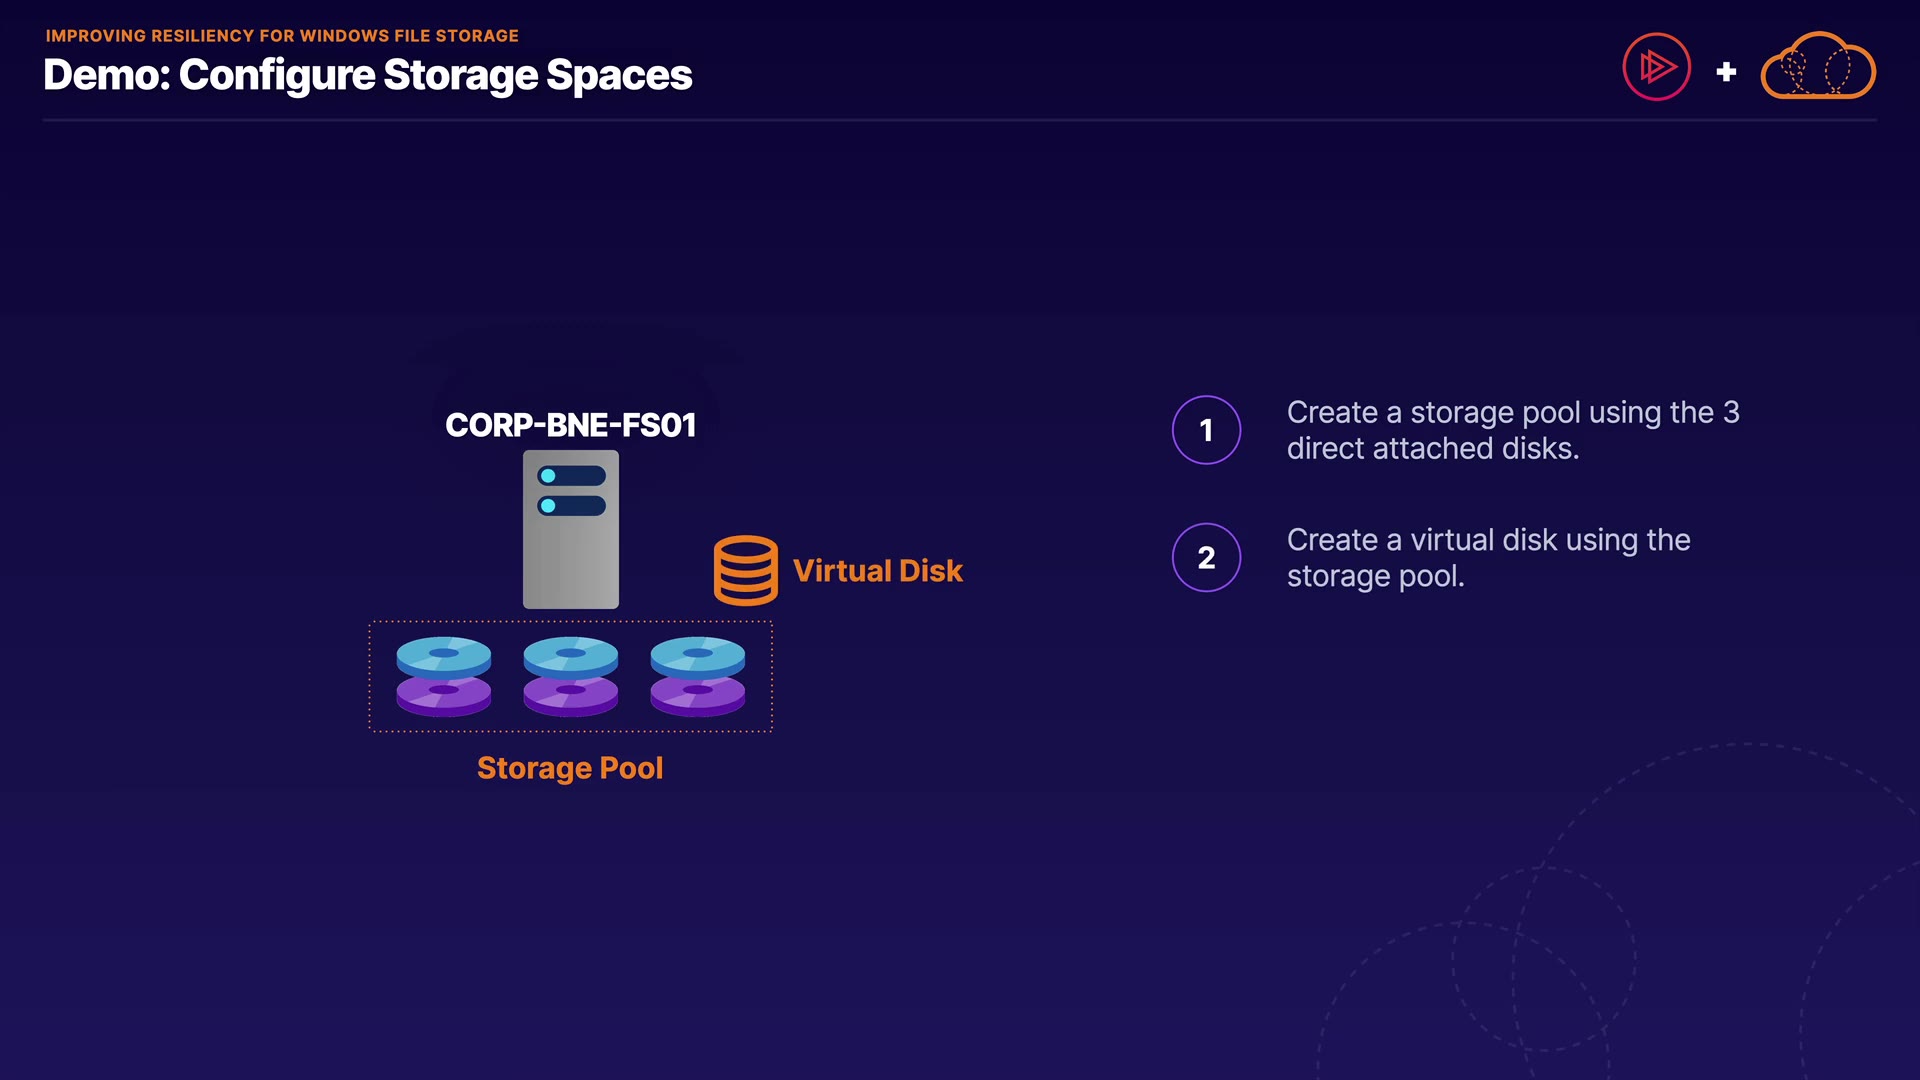 IMPROVING RESILIENCY FOR WINDOWS FILE STORAGE
Demo: Configure Storage Spaces
+
CORP-BNE-FS01
Virtual Disk
Storage Pool
1
Create a storage pool using the 3
direct attached disks.
2
Create a virtual disk using the
storage pool.